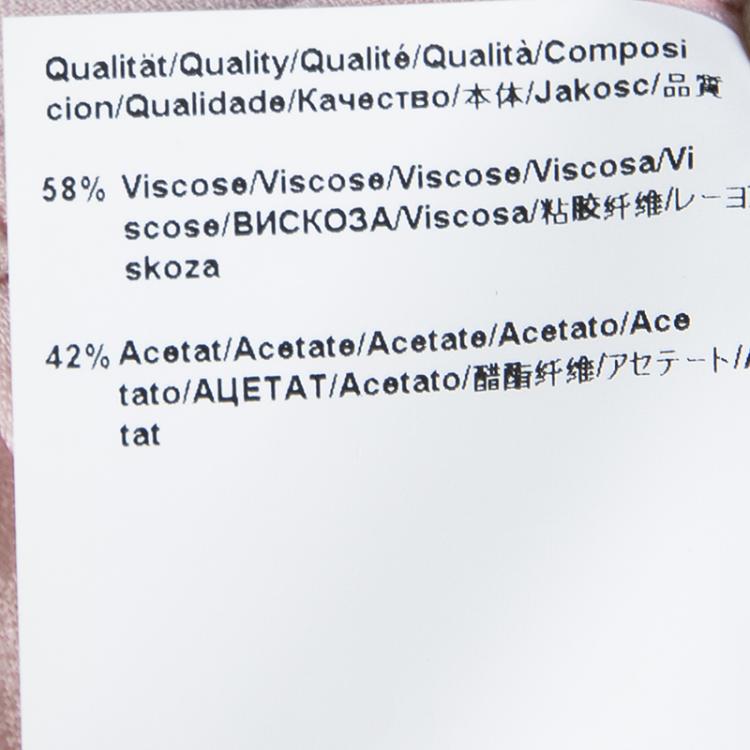 Qualität/Quality/Qualité/Qualità/Composi
cion/Qualidade/Качество/本体/Jakosc/品質
58% Viscose/Viscose/Viscose/Viscosa/Vi
scose/ВИСКОЗА/Viscosa/粘胶纤维/レーヨ
skoza
42% Acetat/Acetate/Acetate/Acetato/Ace
tato/АЦЕТАТ/Acetato/醋酯纤维/アセテート/
tat